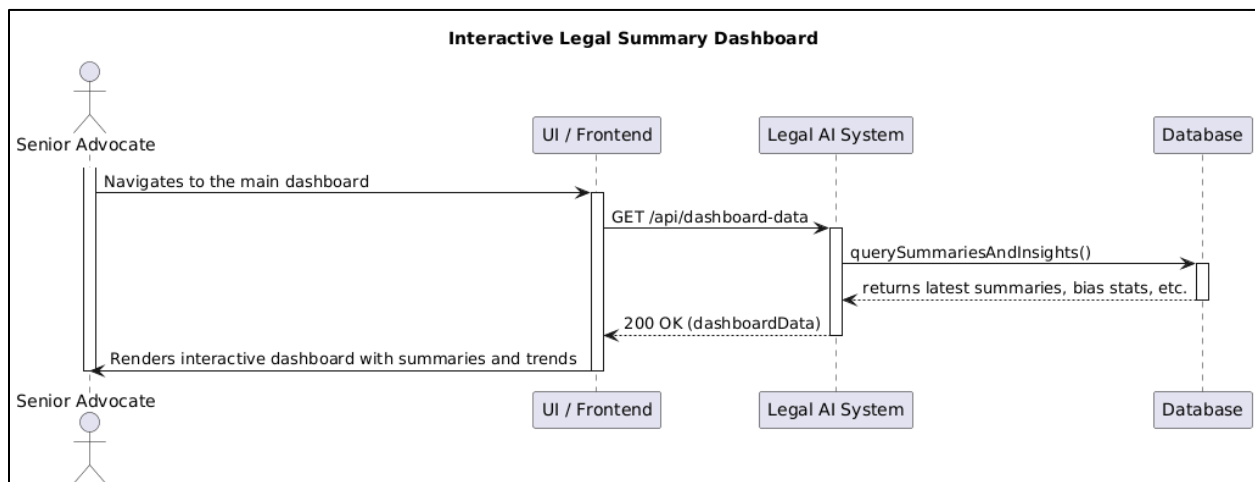 Interactive Legal Summary Dashboard
Senior Advocate
UI / Frontend
Legal AI System
Database
Navigates to the main dashboard
GET /api/dashboard-data
querySummariesAndInsights()
returns latest summaries, bias stats, etc.
200 OK (dashboardData)
Renders interactive dashboard with summaries and trends
Senior Advocate
UI / Frontend
Legal AI System
Database